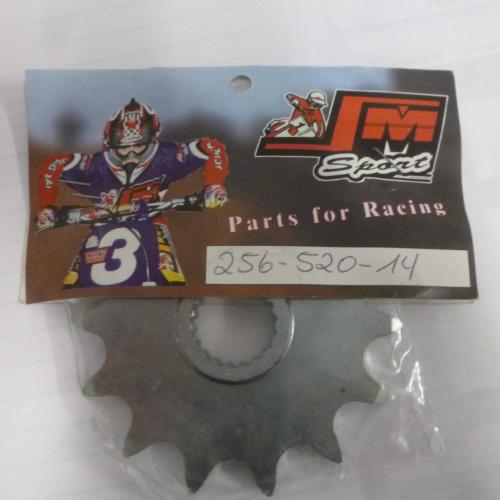 JM
Sport
Parts for Racing
256-520-14
3